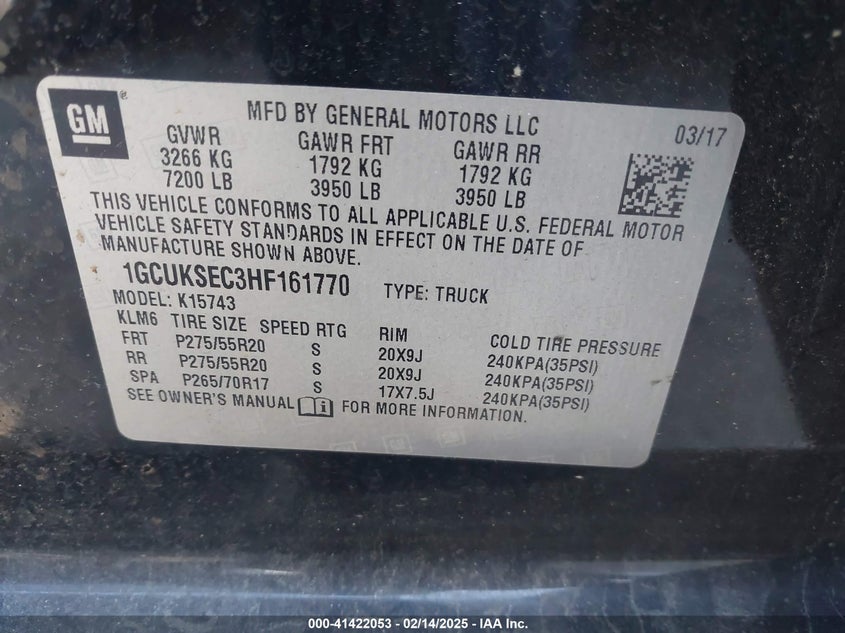 GM®
MFD BY GENERAL MOTORS LLC
03/17
GVWR GAWR FRT GAWR RR
3266 KG 1792 KG 1792 KG
7200 LB 3950 LB 3950 LB
THIS VEHICLE CONFORMS TO ALL APPLICABLE U.S. FEDERAL MOTOR
VEHICLE SAFETY STANDARDS IN EFFECT ON THE DATE OF
MANUFACTURE SHOWN ABOVE.
1GCUKSEC3HF161770 TYPE: TRUCK
MODEL: K15743
KLM6 TIRE SIZE SPEED RTG RIM COLD TIRE PRESSURE
FRT P275/55R20 S 20X9J 240KPA(35PSI)
RR P275/55R20 S 20X9J 240KPA(35PSI)
SPA P265/70R17 S 17X7.5J 240KPA(35PSI)
SEE OWNER'S MANUAL i FOR MORE INFORMATION.
000-41422053 - 02/14/2025 - IAA Inc.